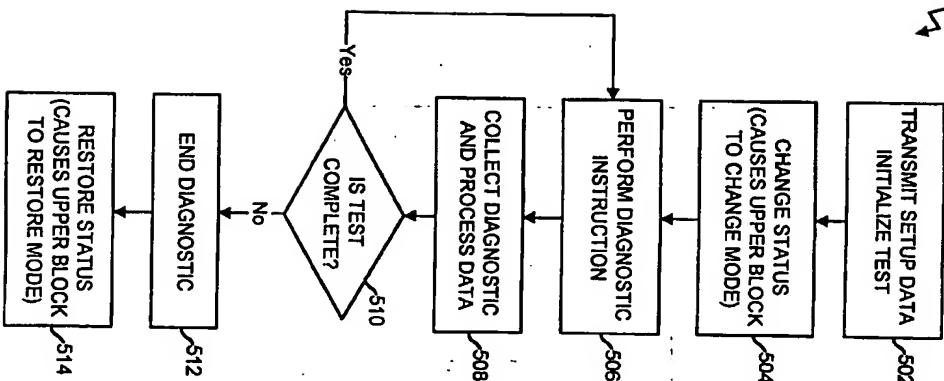 TRANSMIT SETUP DATA
INITIALIZE TEST
502
CHANGE STATUS
(CAUSES UPPER BLOCK
TO CHANGE MODE)
504
PERFORM DIAGNOSTIC
INSTRUCTION
506
COLLECT DIAGNOSTIC
AND PROCESS DATA
508
Yes
IS TEST
COMPLETE?
510
No
END DIAGNOSTIC
512
RESTORE STATUS
(CAUSES UPPER BLOCK
TO RESTORE MODE)
514